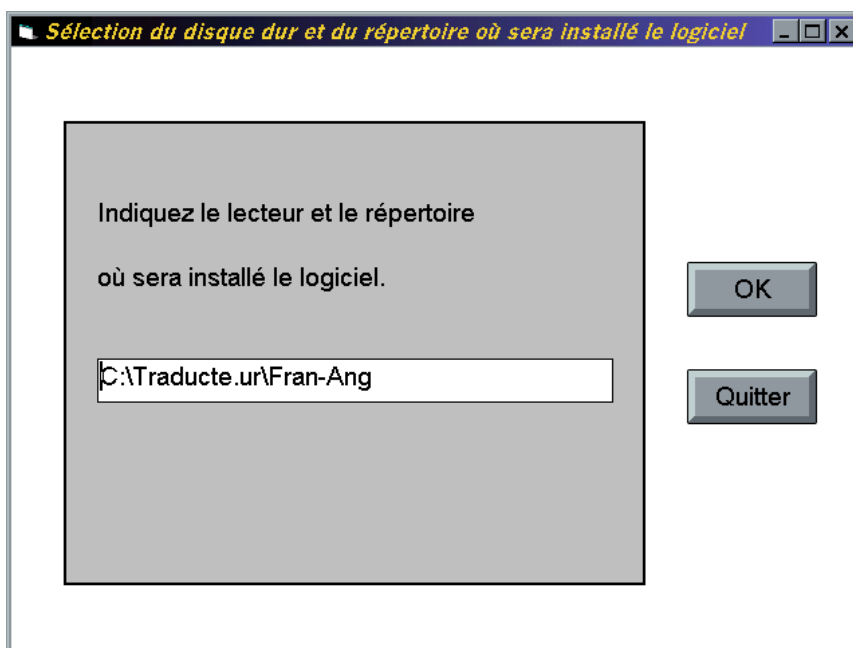 Sélection du disque dur et du répertoire où sera installé le logiciel
Indiquez le lecteur et le répertoire
où sera installé le logiciel.
OK
C:\Traducte.ur\Fran-Ang
Quitter